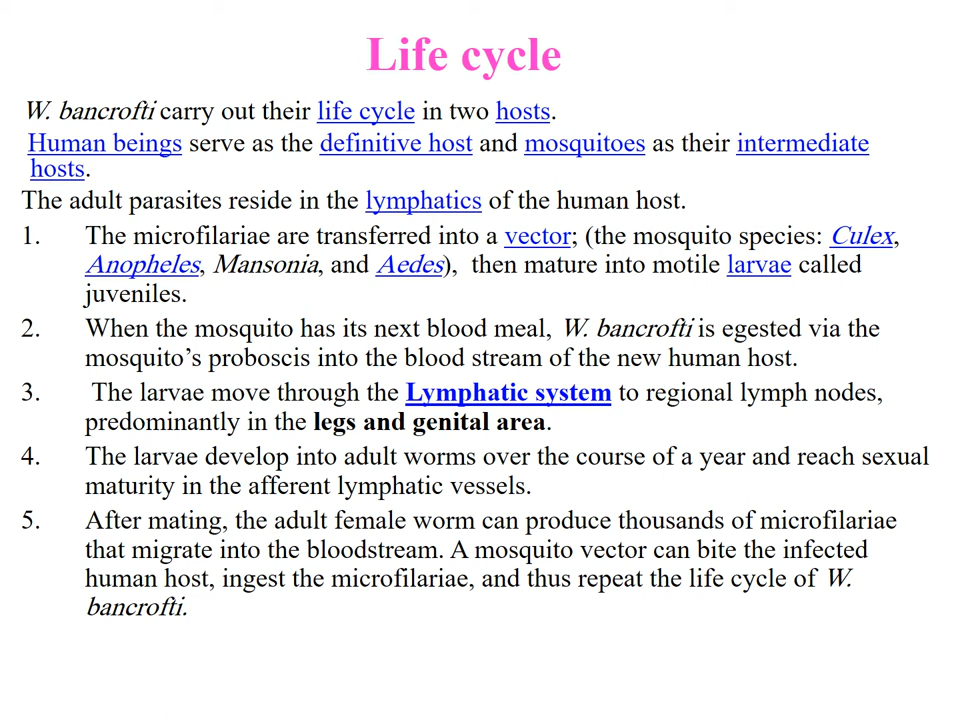 Life cycle
W. bancrofti carry out their life cycle in two hosts.
Human beings serve as the definitive host and mosquitoes as their intermediate
hosts.
The adult parasites reside in the lymphatics of the human host.
1. The microfilariae are transferred into a vector; (the mosquito species: Culex,
Anopheles, Mansonia, and Aedes), then mature into motile larvae called
juveniles.
2. When the mosquito has its next blood meal, W. bancrofti is egested via the
mosquito’s proboscis into the blood stream of the new human host.
3. The larvae move through the Lymphatic system to regional lymph nodes,
predominantly in the legs and genital area.
4. The larvae develop into adult worms over the course of a year and reach sexual
maturity in the afferent lymphatic vessels.
5. After mating, the adult female worm can produce thousands of microfilariae
that migrate into the bloodstream. A mosquito vector can bite the infected
human host, ingest the microfilariae, and thus repeat the life cycle of W.
bancrofti.